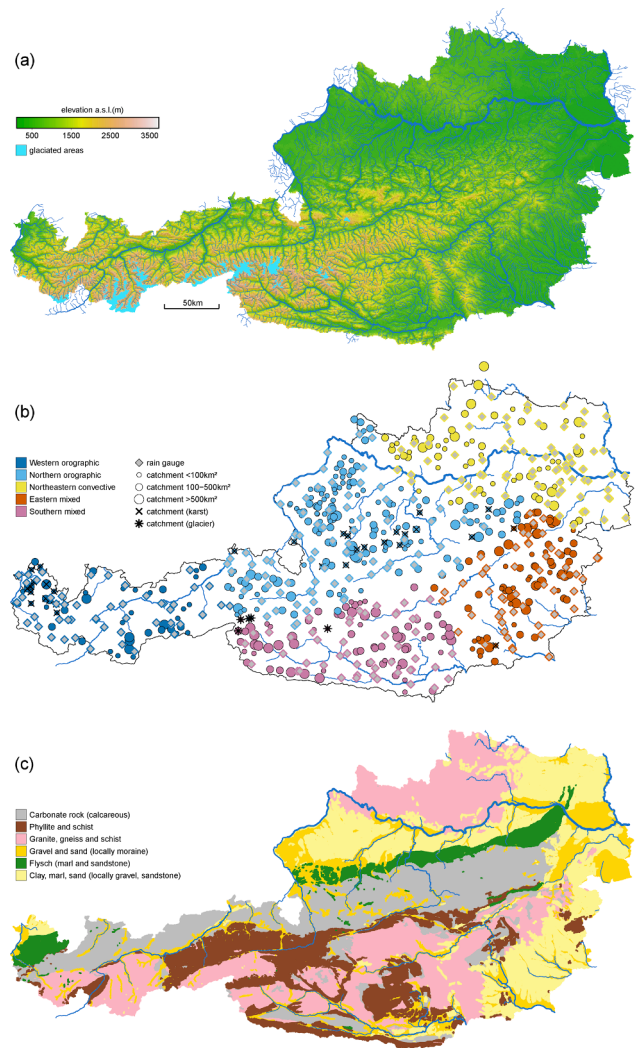 (a)
elevation a.s.l.(m)
500 1500 2500 3500
glaciated areas
50km
(b)
Western orographic
Northern orographic
Northeastern convective
Eastern mixed
Southern mixed
rain gauge
catchment <100km²
catchment 100−500km²
catchment >500km²
catchment (karst)
catchment (glacier)
(c)
Carbonate rock (calcareous)
Phyllite and schist
Granite, gneiss and schist
Gravel and sand (locally moraine)
Flysch (marl and sandstone)
Clay, marl, sand (locally gravel, sandstone)